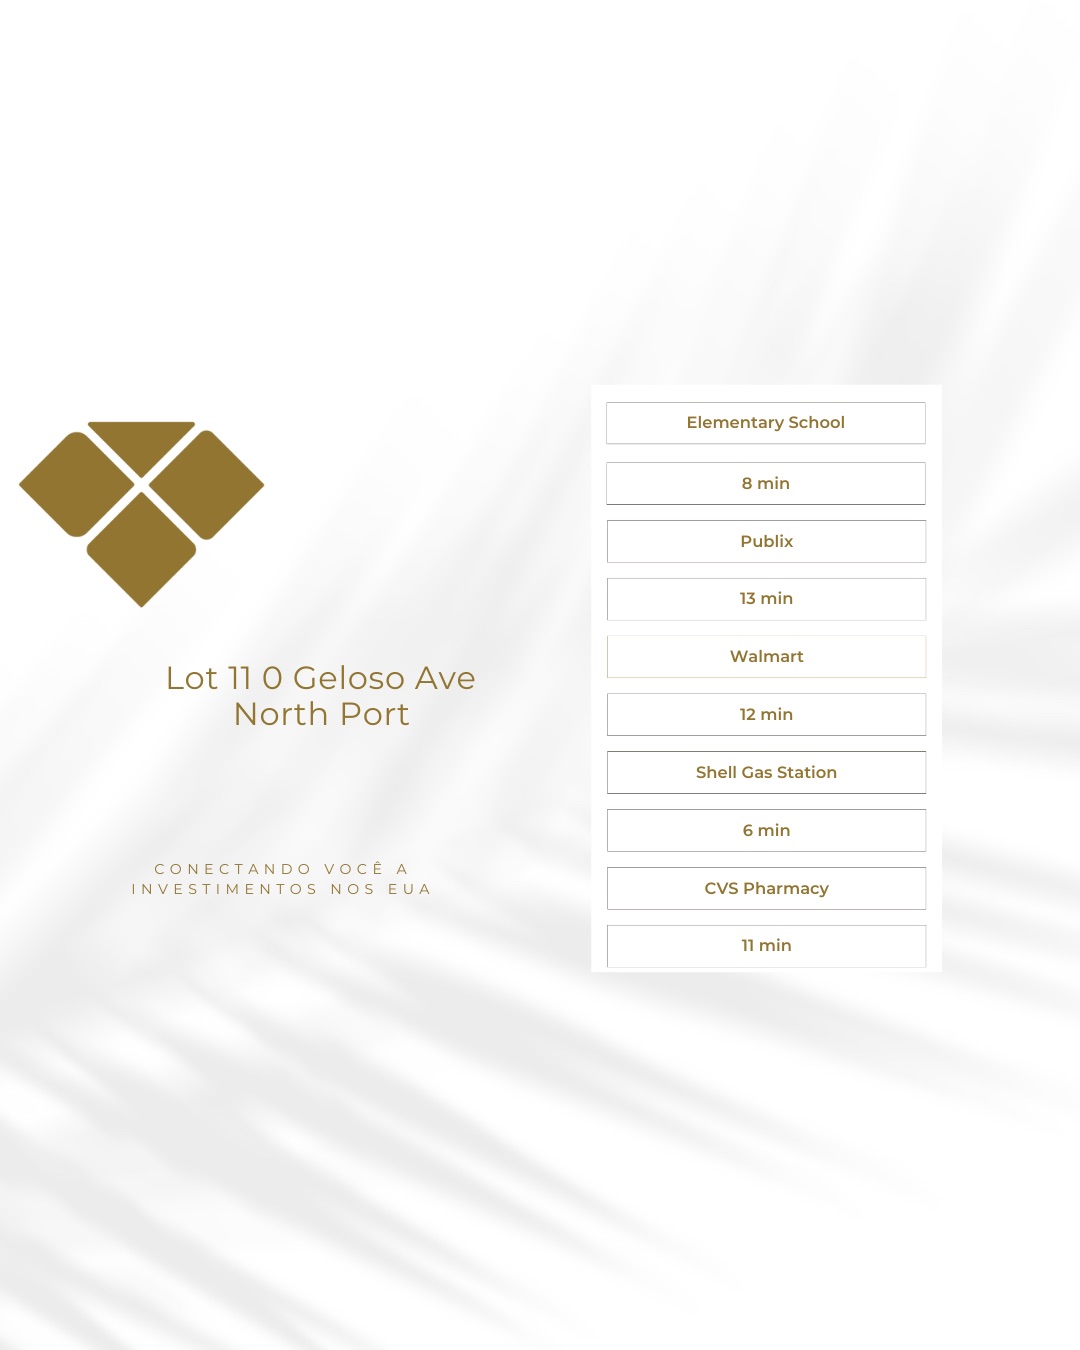 Lot 11 0 Geloso Ave
North Port
CONECTANDO VOCÊ A
INVESTIMENTOS NOS EUA
Elementary School
8 min
Publix
13 min
Walmart
12 min
Shell Gas Station
6 min
CVS Pharmacy
11 min